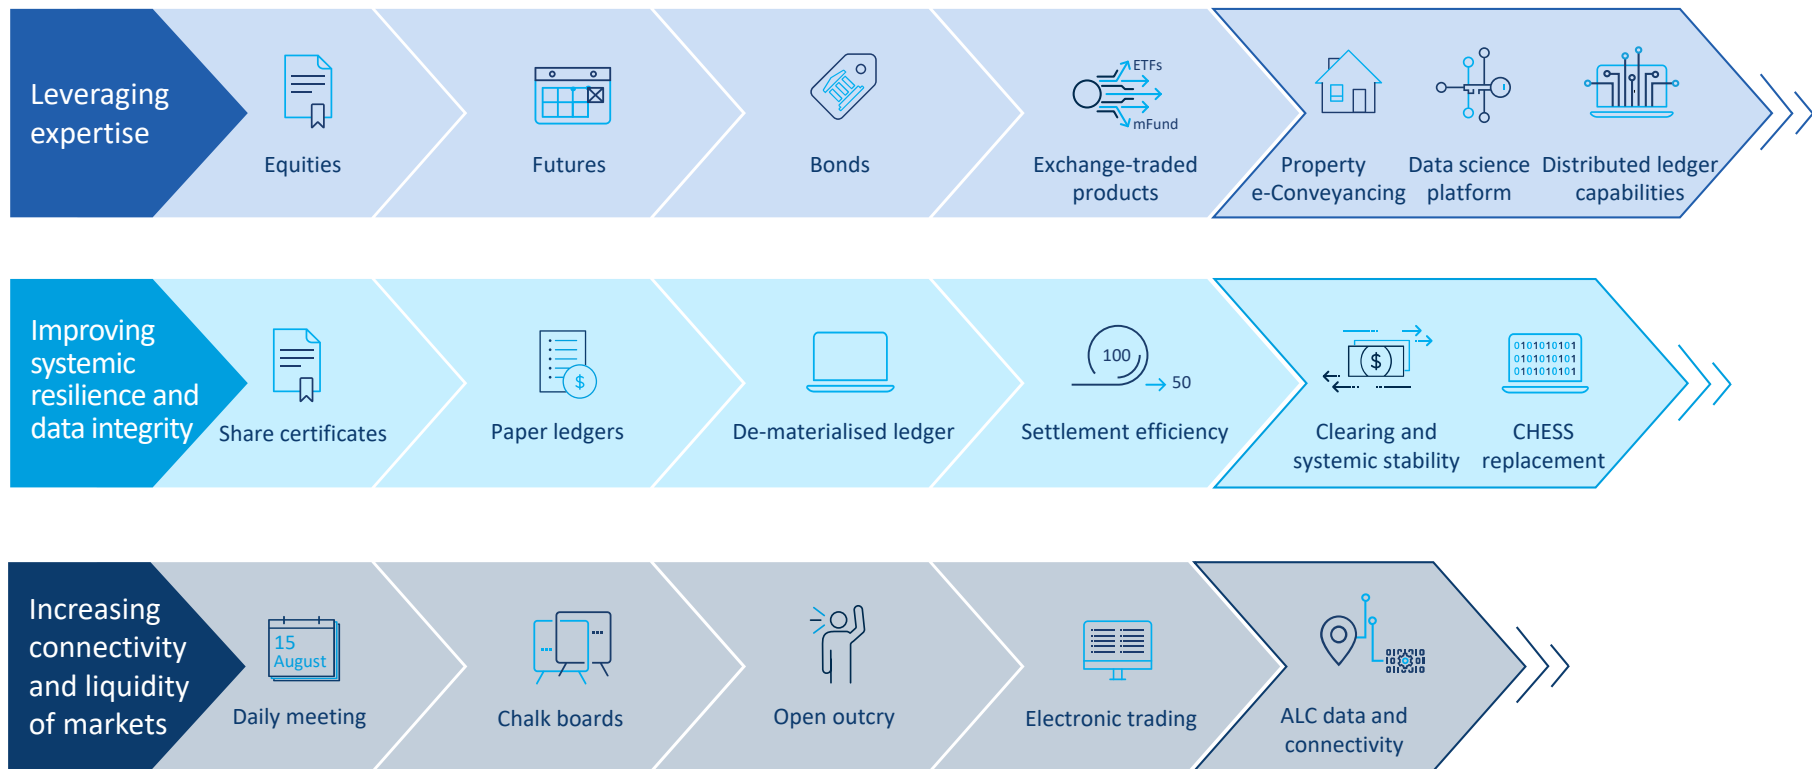 Leveraging
expertise
Equities
Futures
Bonds
ETFs
mFund
Exchange-traded
products
Property
e-Conveyancing
Data science
platform
Distributed ledger
capabilities
Improving
systemic
resilience and
data integrity
Share certificates
$
Paper ledgers
De-materialised ledger
100
50
Settlement efficiency
$
Clearing and
systemic stability
0101010101
0101010101
0101010101
CHESS
replacement
Increasing
connectivity
and liquidity
of markets
15
August
Daily meeting
Chalk boards
Open outcry
Electronic trading
ALC data and
connectivity